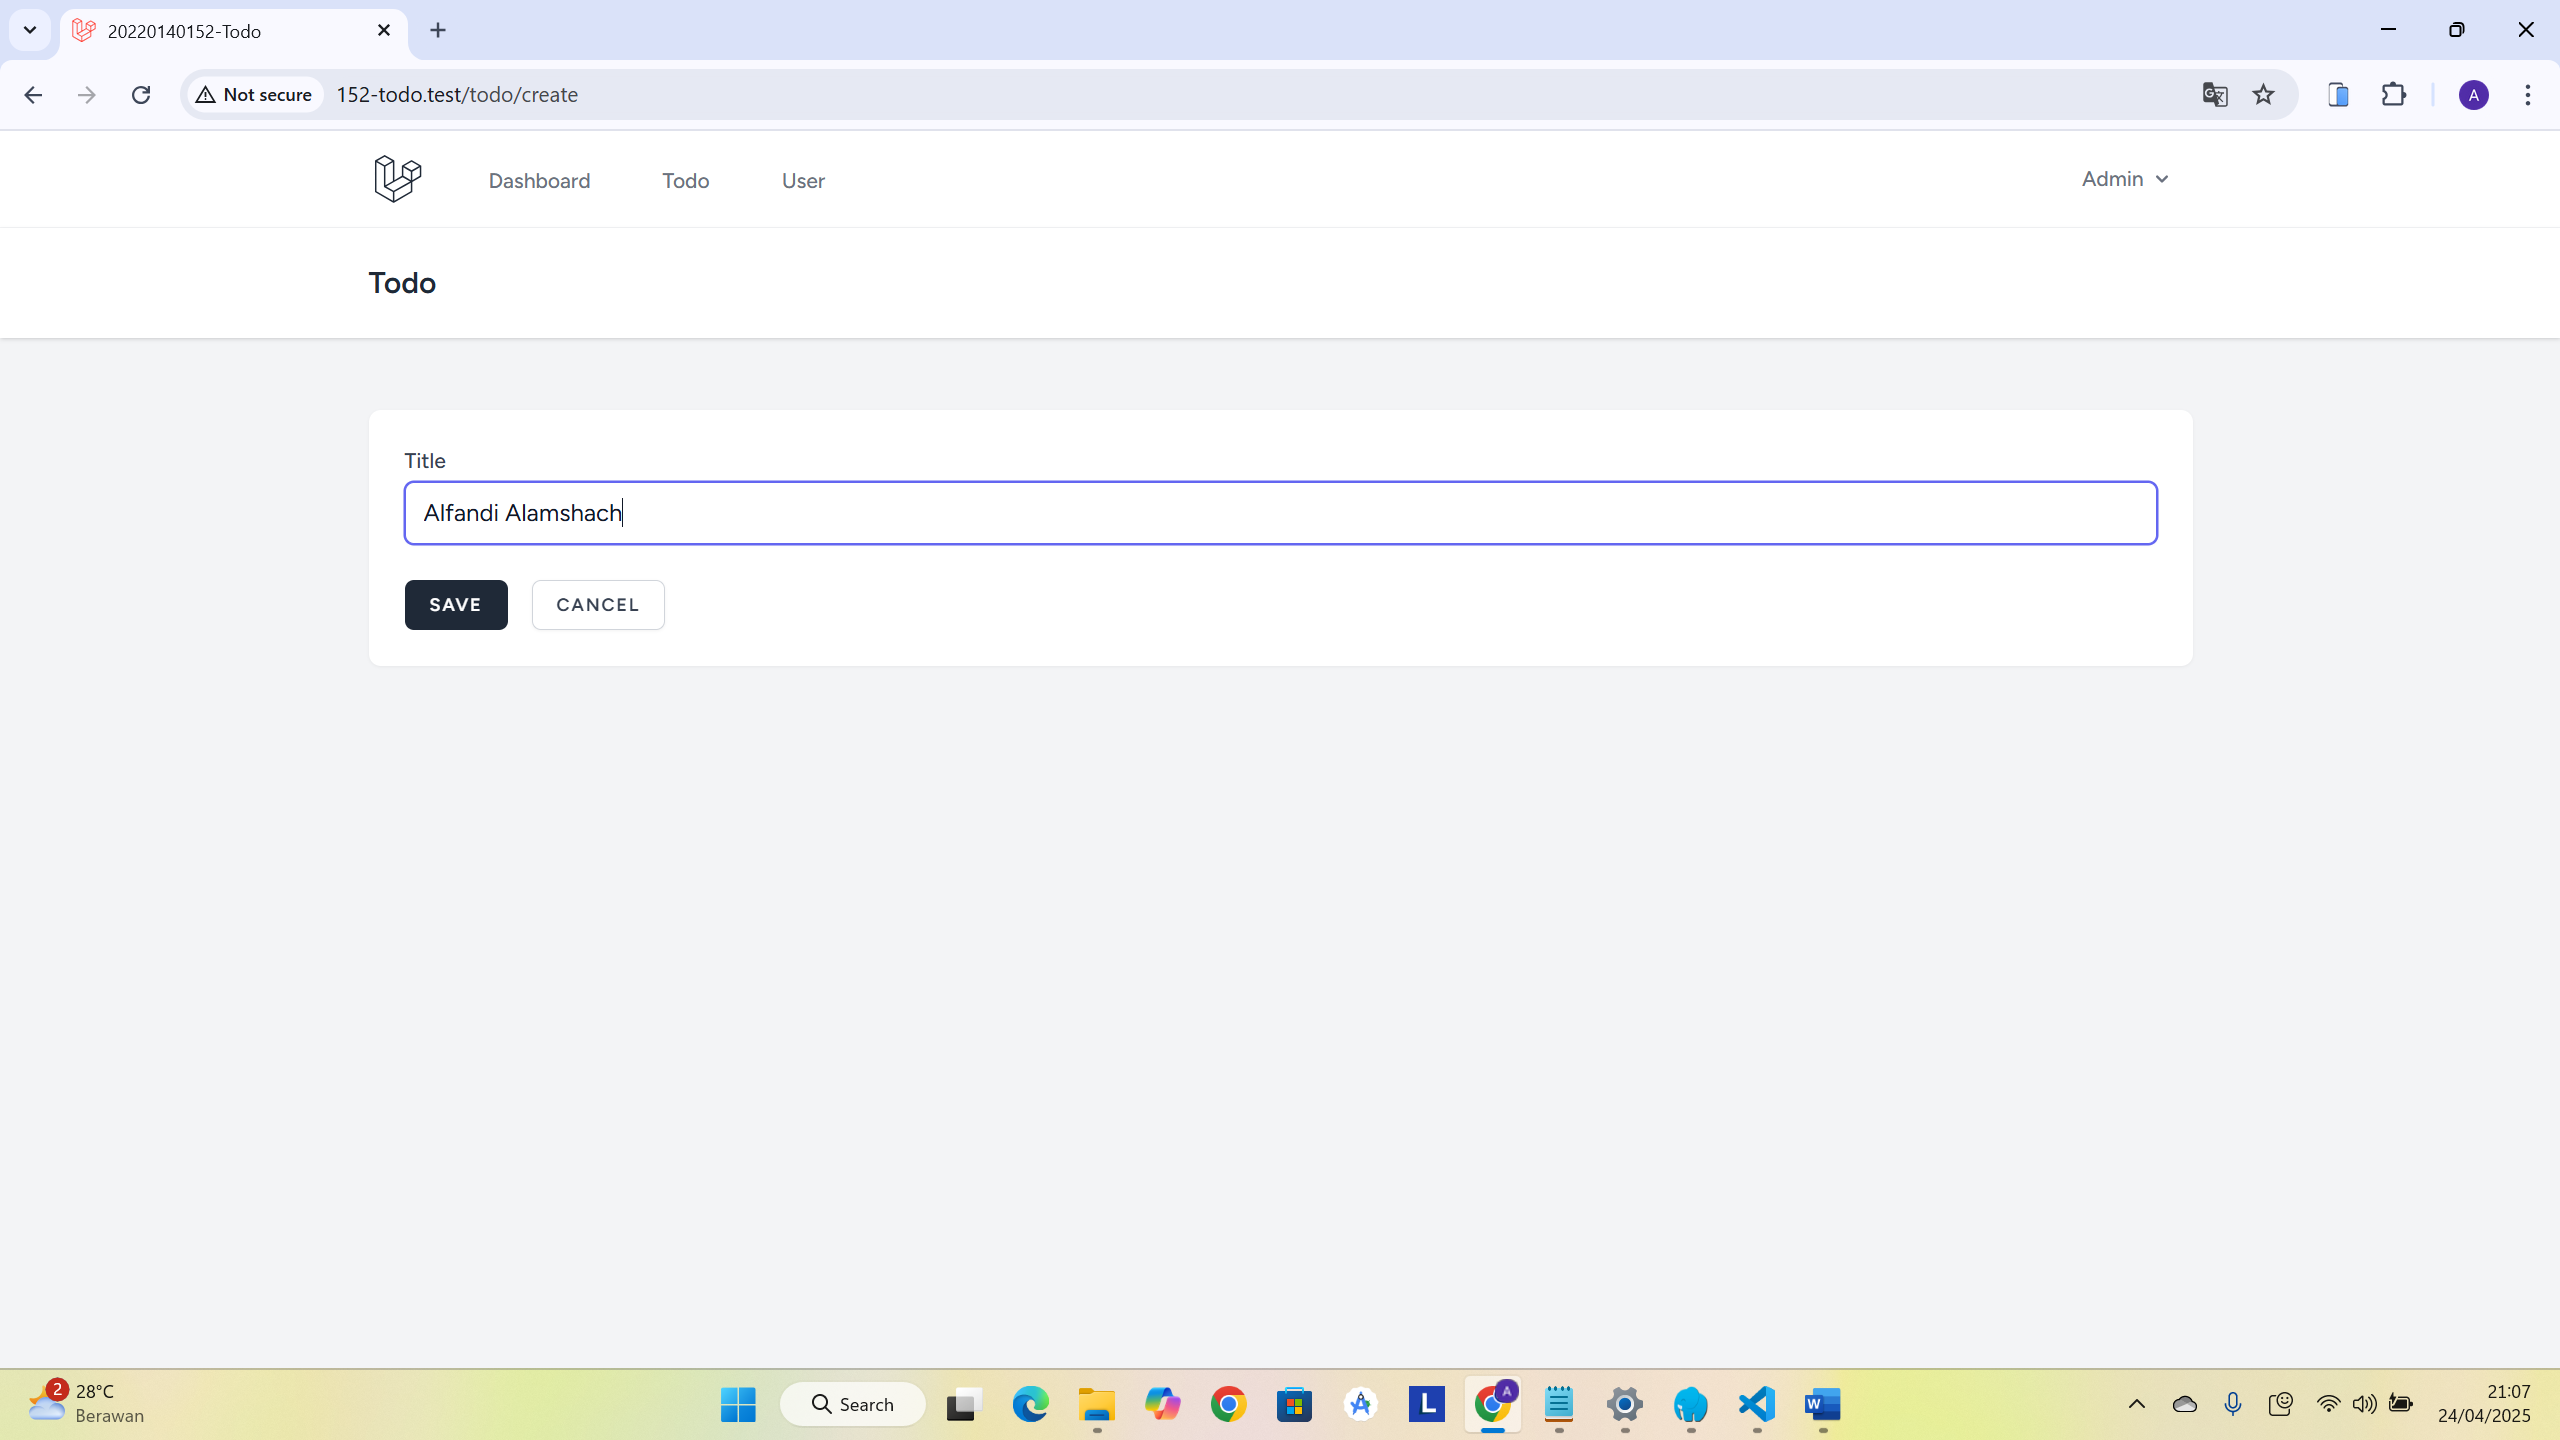 20220140152-Todo
Not secure
152-todo.test/todo/create
A
Dashboard
Todo
User
Admin
Todo
Title
Alfandi Alamshach
SAVE
CANCEL
2
28°C
Berawan
Search
L
A
W
21:07
24/04/2025